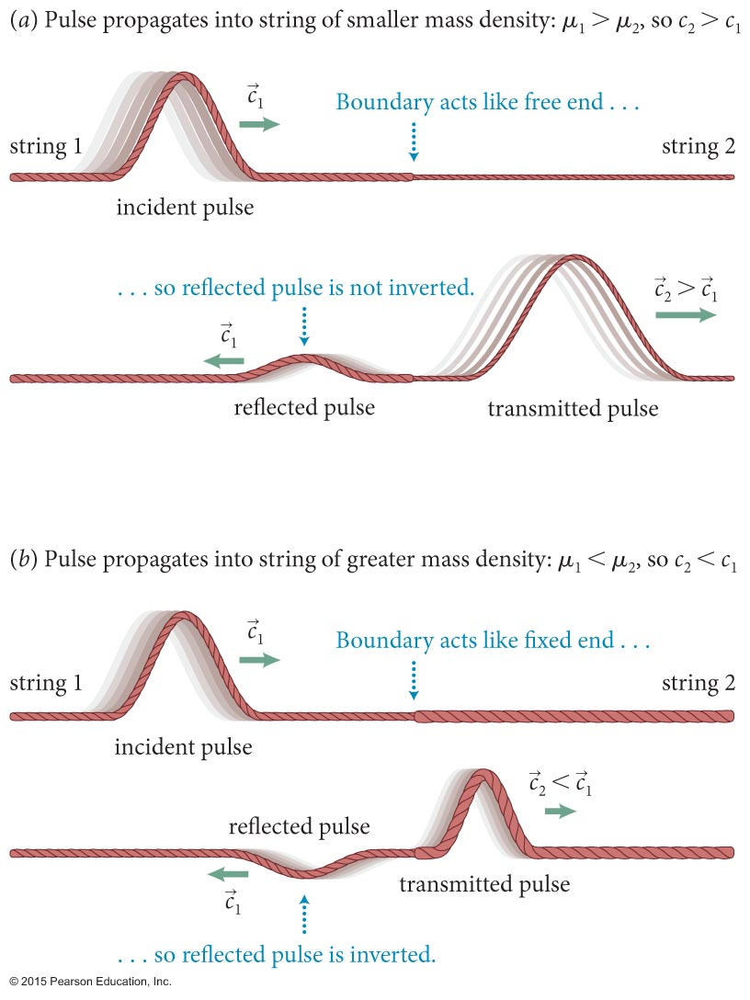 (a) Pulse propagates into string of smaller mass density: μ₁ > μ₂, so c₂ > c₁
c⃗₁
Boundary acts like free end . . .
string 1
string 2
incident pulse
. . . so reflected pulse is not inverted.
c⃗₂ > c⃗₁
c⃗₁
reflected pulse
transmitted pulse
(b) Pulse propagates into string of greater mass density: μ₁ < μ₂, so c₂ < c₁
c⃗₁
Boundary acts like fixed end . . .
string 1
string 2
incident pulse
c⃗₂ < c⃗₁
reflected pulse
transmitted pulse
c⃗₁
. . . so reflected pulse is inverted.
© 2015 Pearson Education, Inc.